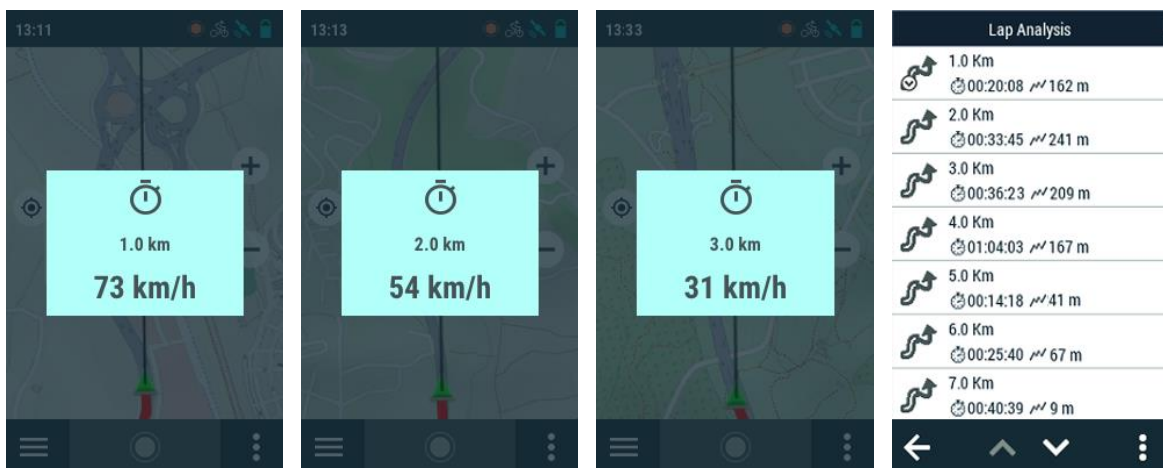 13:11
1.0 km
73 km/h
13:13
2.0 km
54 km/h
13:33
3.0 km
31 km/h
Lap Analysis
1.0 Km
00:20:08 162 m
2.0 Km
00:33:45 241 m
3.0 Km
00:36:23 209 m
4.0 Km
01:04:03 167 m
5.0 Km
00:14:18 41 m
6.0 Km
00:25:40 67 m
7.0 Km
00:40:39 9 m